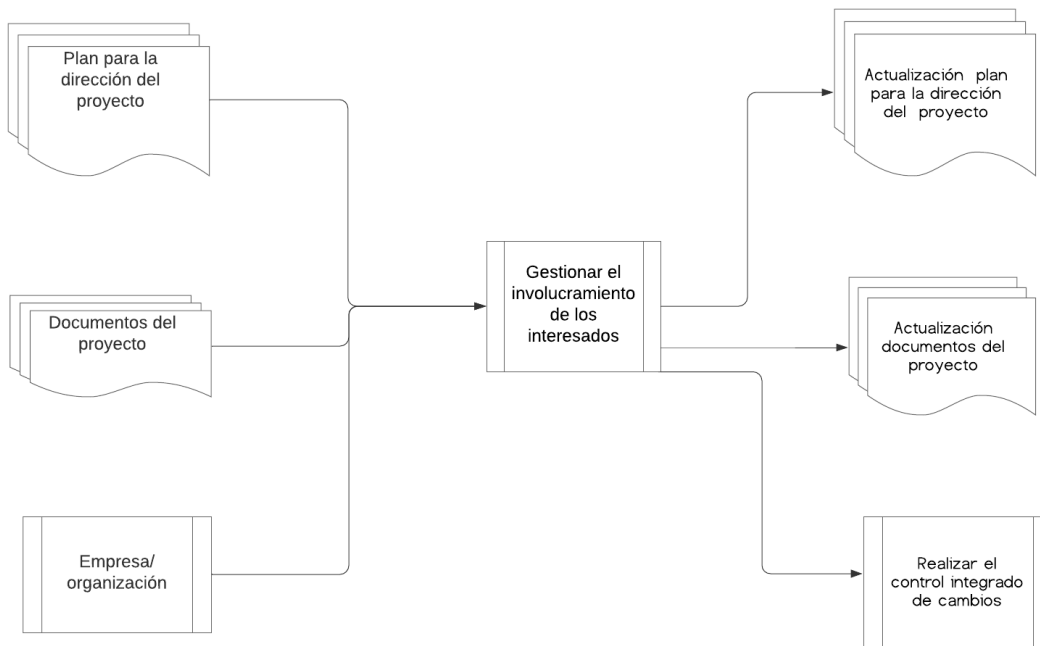 Plan para la
dirección del
proyecto
Documentos del
proyecto
Empresa/
organización
Gestionar el
involucramiento
de los
interesados
Actualización plan
para la dirección
del proyecto
Actualización
documentos del
proyecto
Realizar el
control integrado
de cambios